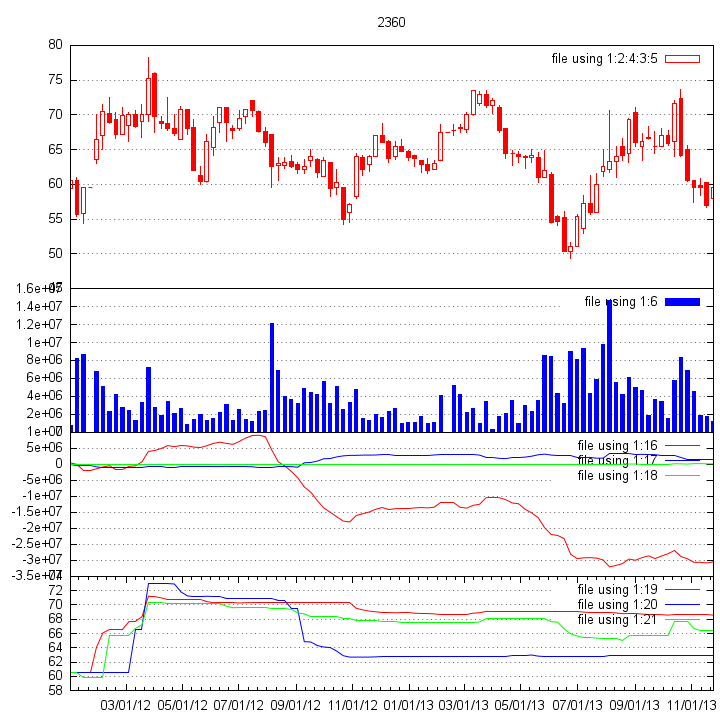 2360
80
file using 1:2:4:3:5
75
70
65
60
55
50
1.6e+07
file using 1:6
1.4e+07
1.2e+07
1e+07
8e+06
6e+06
4e+06
2e+06
file using 1:16
5e+06
file using 1:17
0
file using 1:18
-5e+06
-1e+07
-1.5e+07
-2e+07
-2.5e+07
-3e+07
-3.5e+07
file using 1:19
72
file using 1:20
70
file using 1:21
68
66
64
62
60
58
03/01/12 05/01/12 07/01/12 09/01/12 11/01/12 01/01/13 03/01/13 05/01/13 07/01/13 09/01/13 11/01/13